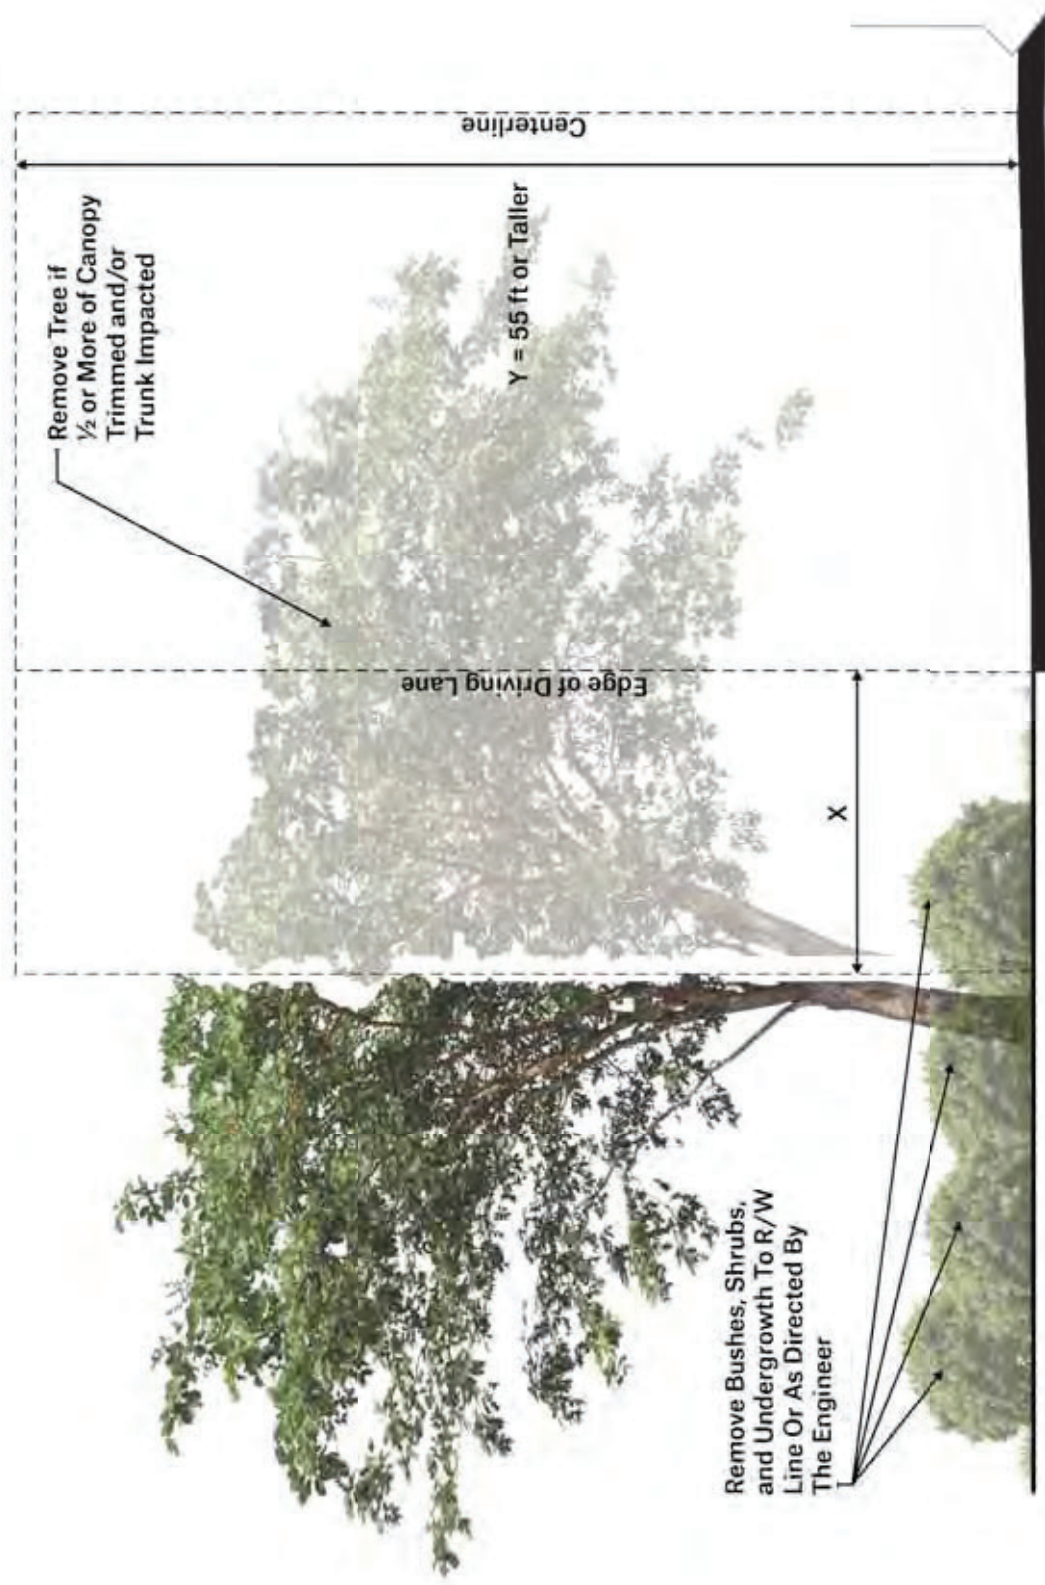 Remove Tree if
½ or More of Canopy
Trimmed and/or
Trunk Impacted
Centerline
Y = 55 ft or Taller
Edge of Driving Lane
X
Remove Bushes, Shrubs,
and Undergrowth To R/W
Line Or As Directed By
The Engineer